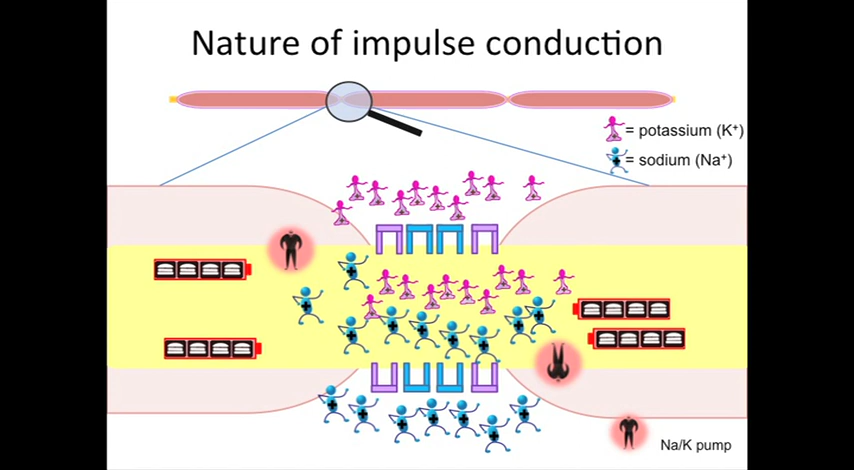 Nature of impulse conduction
= potassium (K⁺)
= sodium (Na⁺)
Na/K pump